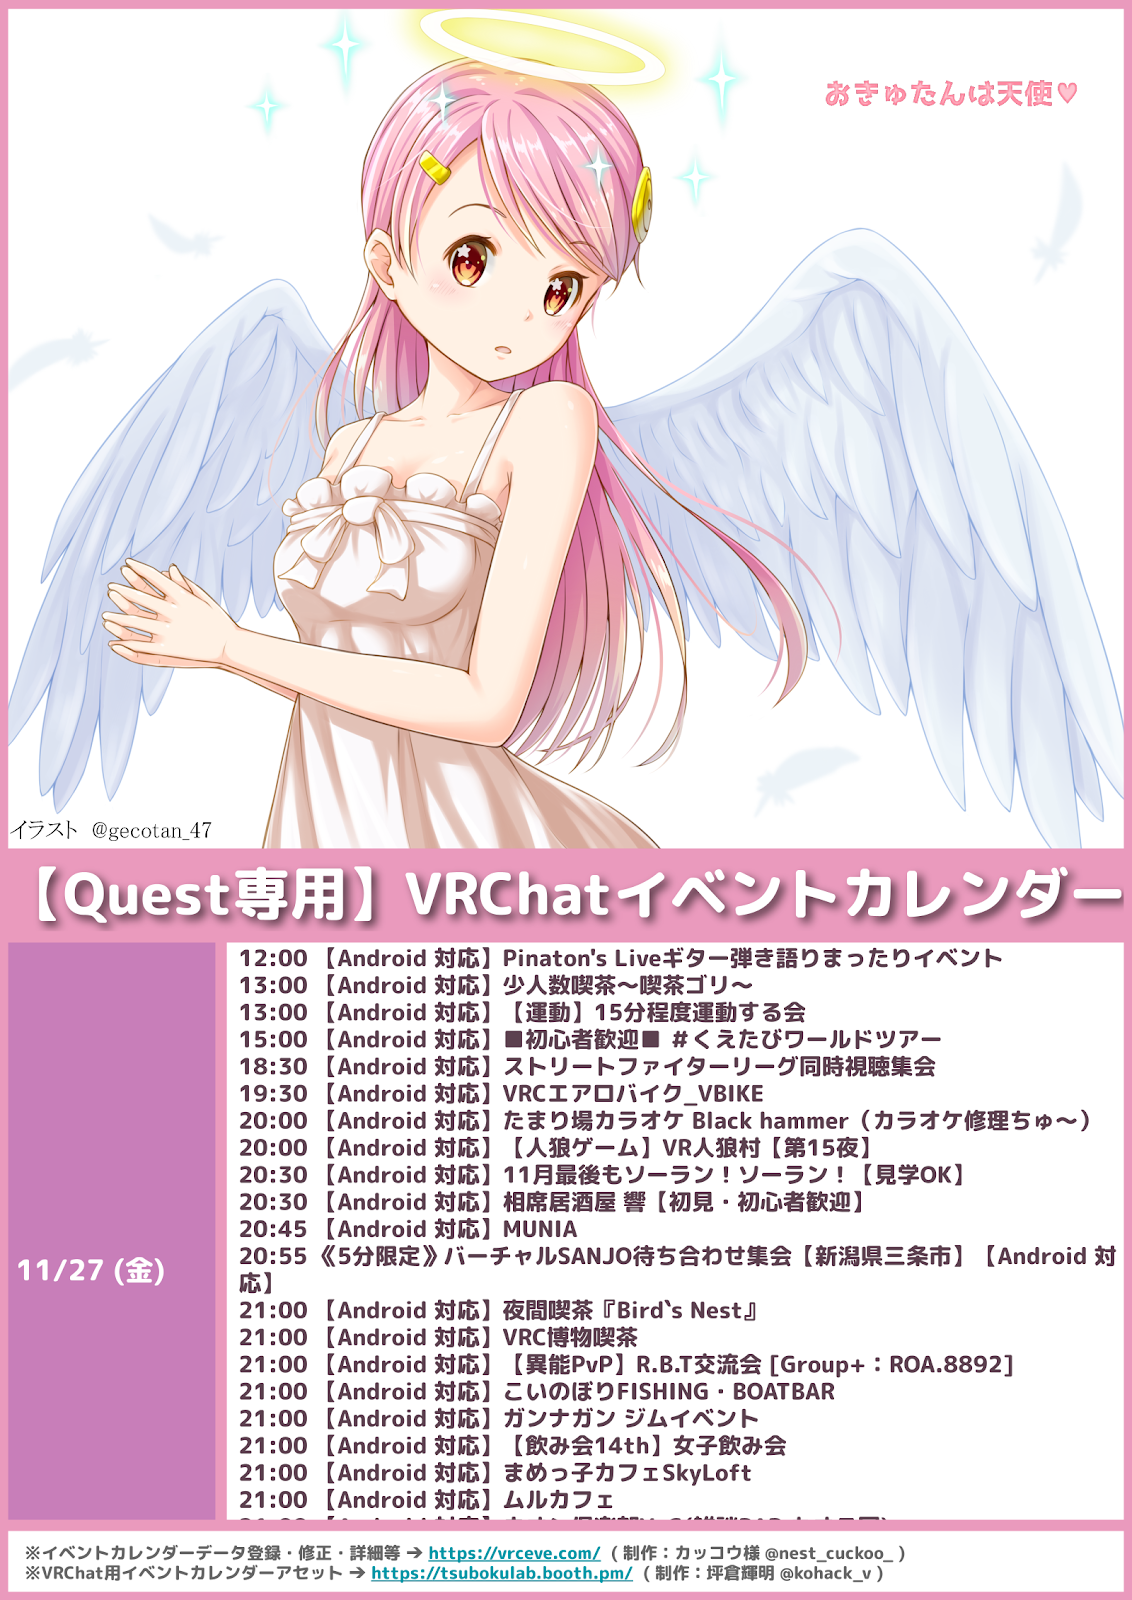 おきゅたんは天使♥
イラスト @gecotan_47
【Quest専用】VRChatイベントカレンダー
11/27 (金)
12:00 【Android 対応】Pinaton's Liveギター弾き語りまったりイベント
13:00 【Android 対応】少人数喫茶～喫茶ゴリ～
13:00 【Android 対応】【運動】15分程度運動する会
15:00 【Android 対応】■初心者歓迎■ #くえたびワールドツアー
18:30 【Android 対応】ストリートファイターリーグ同時視聴集会
19:30 【Android 対応】VRCエアロバイク_VBIKE
20:00 【Android 対応】たまり場カラオケ Black hammer（カラオケ修理ちゅ～）
20:00 【Android 対応】【人狼ゲーム】VR人狼村【第15夜】
20:30 【Android 対応】11月最後もソーラン！ソーラン！【見学OK】
20:30 【Android 対応】相席居酒屋 響【初見・初心者歓迎】
20:45 【Android 対応】MUNIA
20:55 《5分限定》バーチャルSANJO待ち合わせ集会【新潟県三条市】【Android 対
応】
21:00 【Android 対応】夜間喫茶『Bird‵s Nest』
21:00 【Android 対応】VRC博物喫茶
21:00 【Android 対応】【異能PvP】R.B.T交流会 [Group+：ROA.8892]
21:00 【Android 対応】こいのぼりFISHING・BOATBAR
21:00 【Android 対応】ガンナガン ジムイベント
21:00 【Android 対応】【飲み会14th】女子飲み会
21:00 【Android 対応】まめっ子カフェSkyLoft
21:00 【Android 対応】ムルカフェ
※イベントカレンダーデータ登録・修正・詳細等 ➔ https://vrceve.com/ ( 制作：カッコウ様 @nest_cuckoo_ )
※VRChat用イベントカレンダーアセット ➔ https://tsubokulab.booth.pm/ ( 制作：坪倉輝明 @kohack_v )